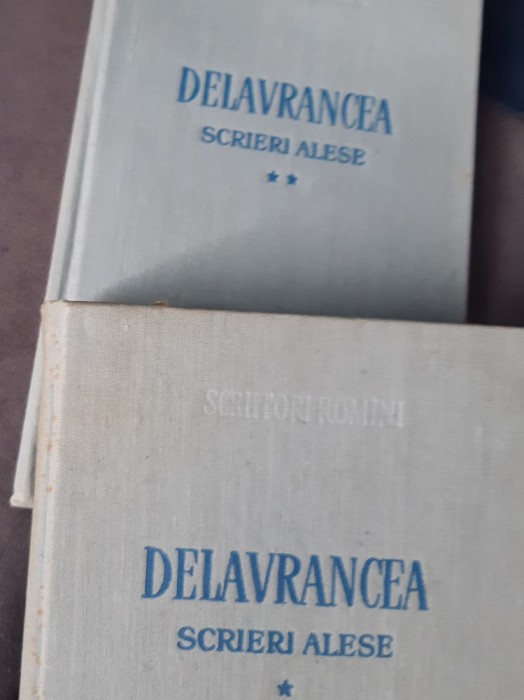 DELAVRANCEA
SCRIERI ALESE
★ ★
SCRIITORI ROMÎNI
DELAVRANCEA
SCRIERI ALESE
★